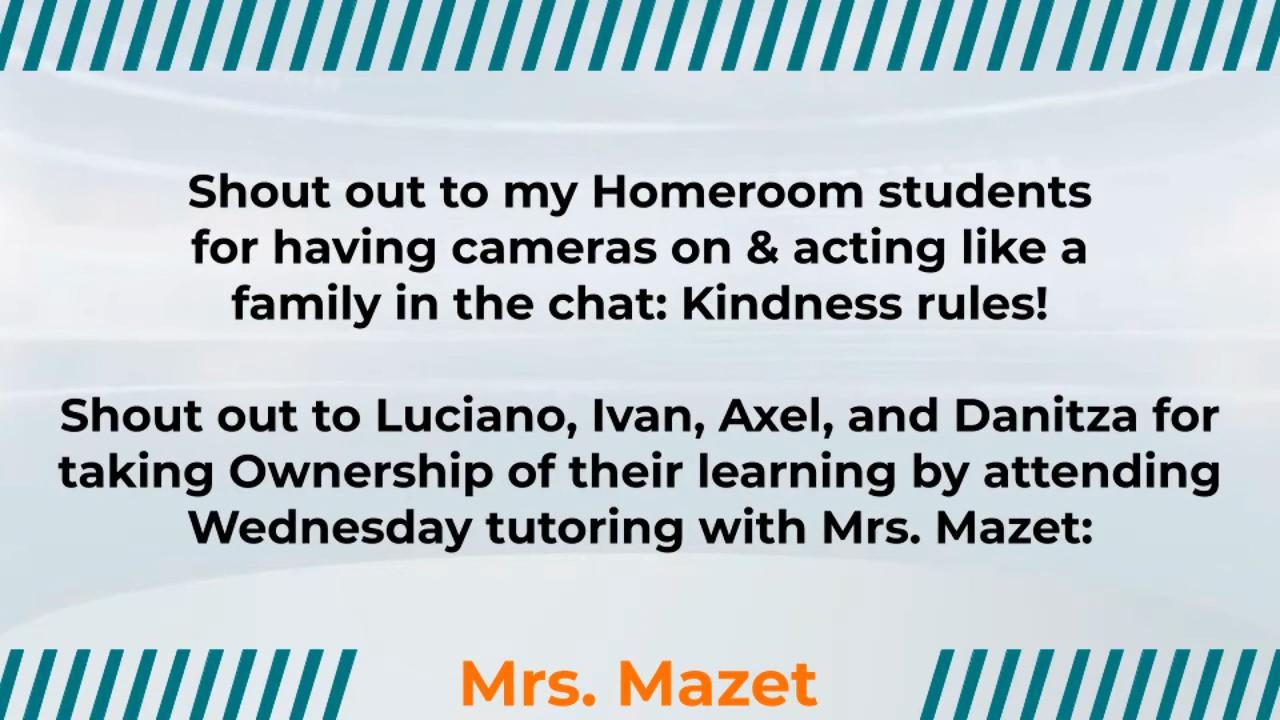 Shout out to my Homeroom students
for having cameras on & acting like a
family in the chat: Kindness rules!
Shout out to Luciano, Ivan, Axel, and Danitza for
taking Ownership of their learning by attending
Wednesday tutoring with Mrs. Mazet:
Mrs. Mazet